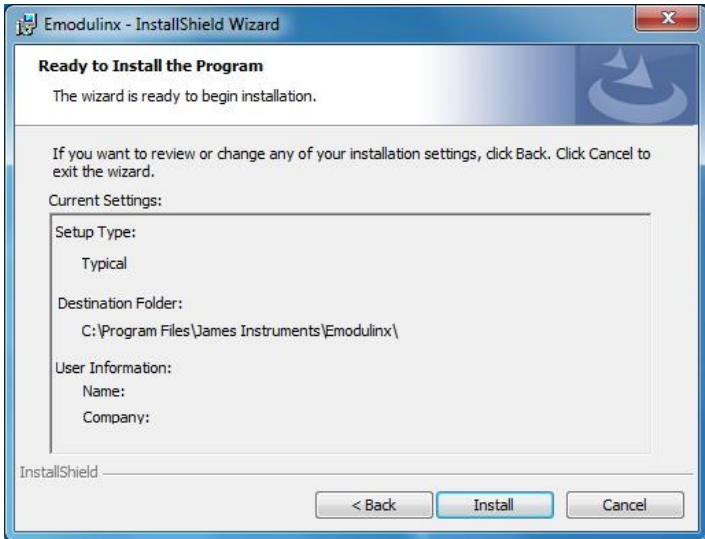 Emodulinx - InstallShield Wizard
Ready to Install the Program
The wizard is ready to begin installation.
If you want to review or change any of your installation settings, click Back. Click Cancel to
exit the wizard.
Current Settings:
Setup Type:
Typical
Destination Folder:
C:\Program Files\James Instruments\Emodulinx\
User Information:
Name:
Company:
InstallShield
< Back Install Cancel